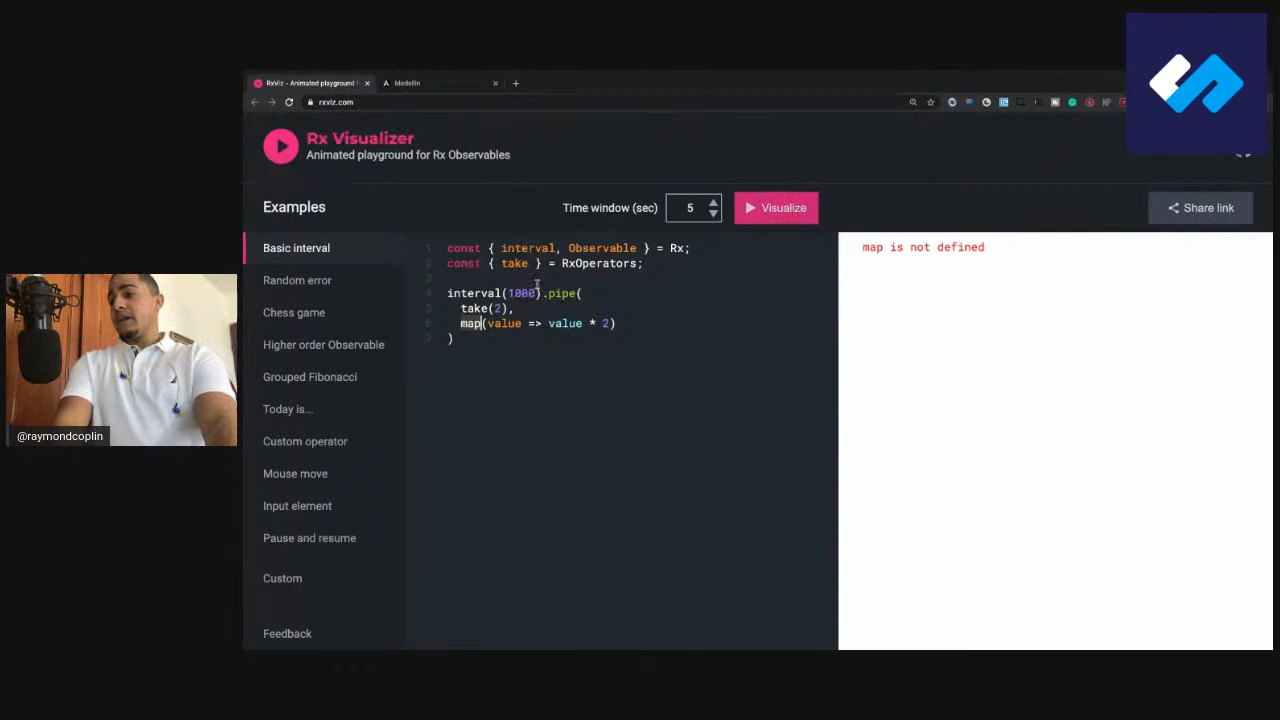 RxViz - Animated playground f
Medellin
rxviz.com
NP
Rx Visualizer
Animated playground for Rx Observables
Examples
Time window (sec)
5
Visualize
Share link
Basic interval
Random error
Chess game
Higher order Observable
Grouped Fibonacci
Today is...
Custom operator
Mouse move
Input element
Pause and resume
Custom
Feedback
1 const { interval, Observable } = Rx;
2 const { take } = RxOperators;
3
4 interval(1000).pipe(
5 take(2),
6 map(value => value * 2)
7 )
map is not defined
@raymondcoplin